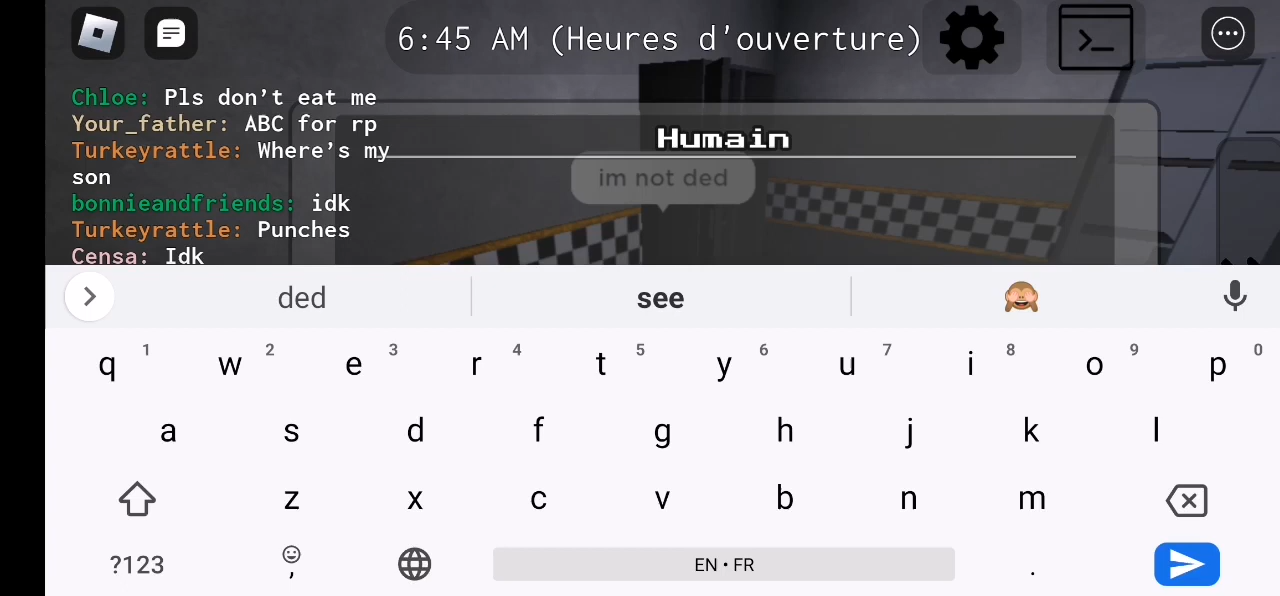 6:45 AM (Heures d'ouverture)
Chloe: Pls don't eat me
Your_father: ABC for rp
Turkeyrattle: Where's my
son
bonnieandfriends: idk
Turkeyrattle: Punches
Censa: Idk
Humain
im not ded
ded see
q 1 w 2 e 3 r 4 t 5 y 6 u 7 i 8 o 9 p 0
a s d f g h j k l
z x c v b n m
?123 , EN • FR .